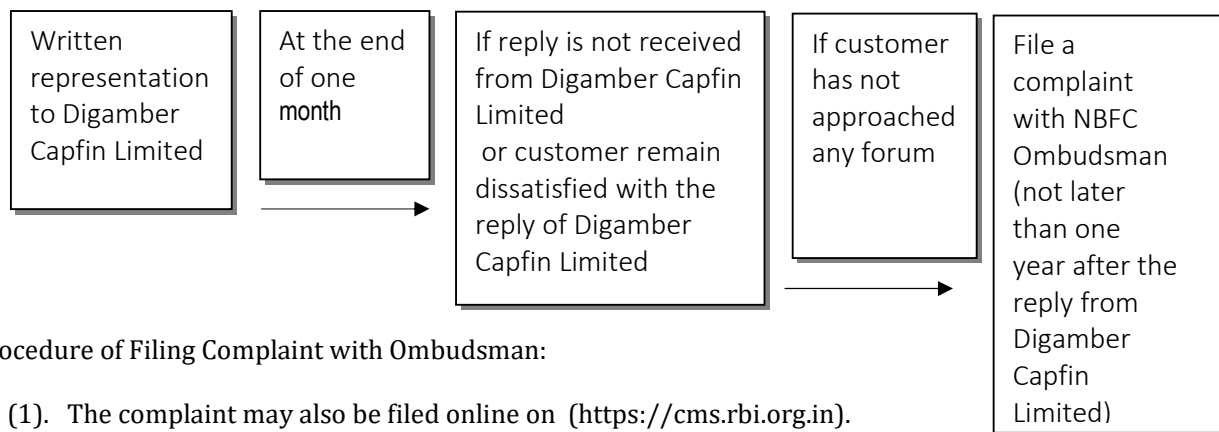 Written
representation
to Digamber
Capfin Limited
At the end
of one
month
If reply is not received
from Digamber Capfin
Limited
or customer remain
dissatisfied with the
reply of Digamber
Capfin Limited
If customer
has not
approached
any forum
File a
complaint
with NBFC
Ombudsman
(not later
than one
year after the
reply from
Digamber
Capfin
Limited)
ocedure of Filing Complaint with Ombudsman:
(1). The complaint may also be filed online on (https://cms.rbi.org.in).